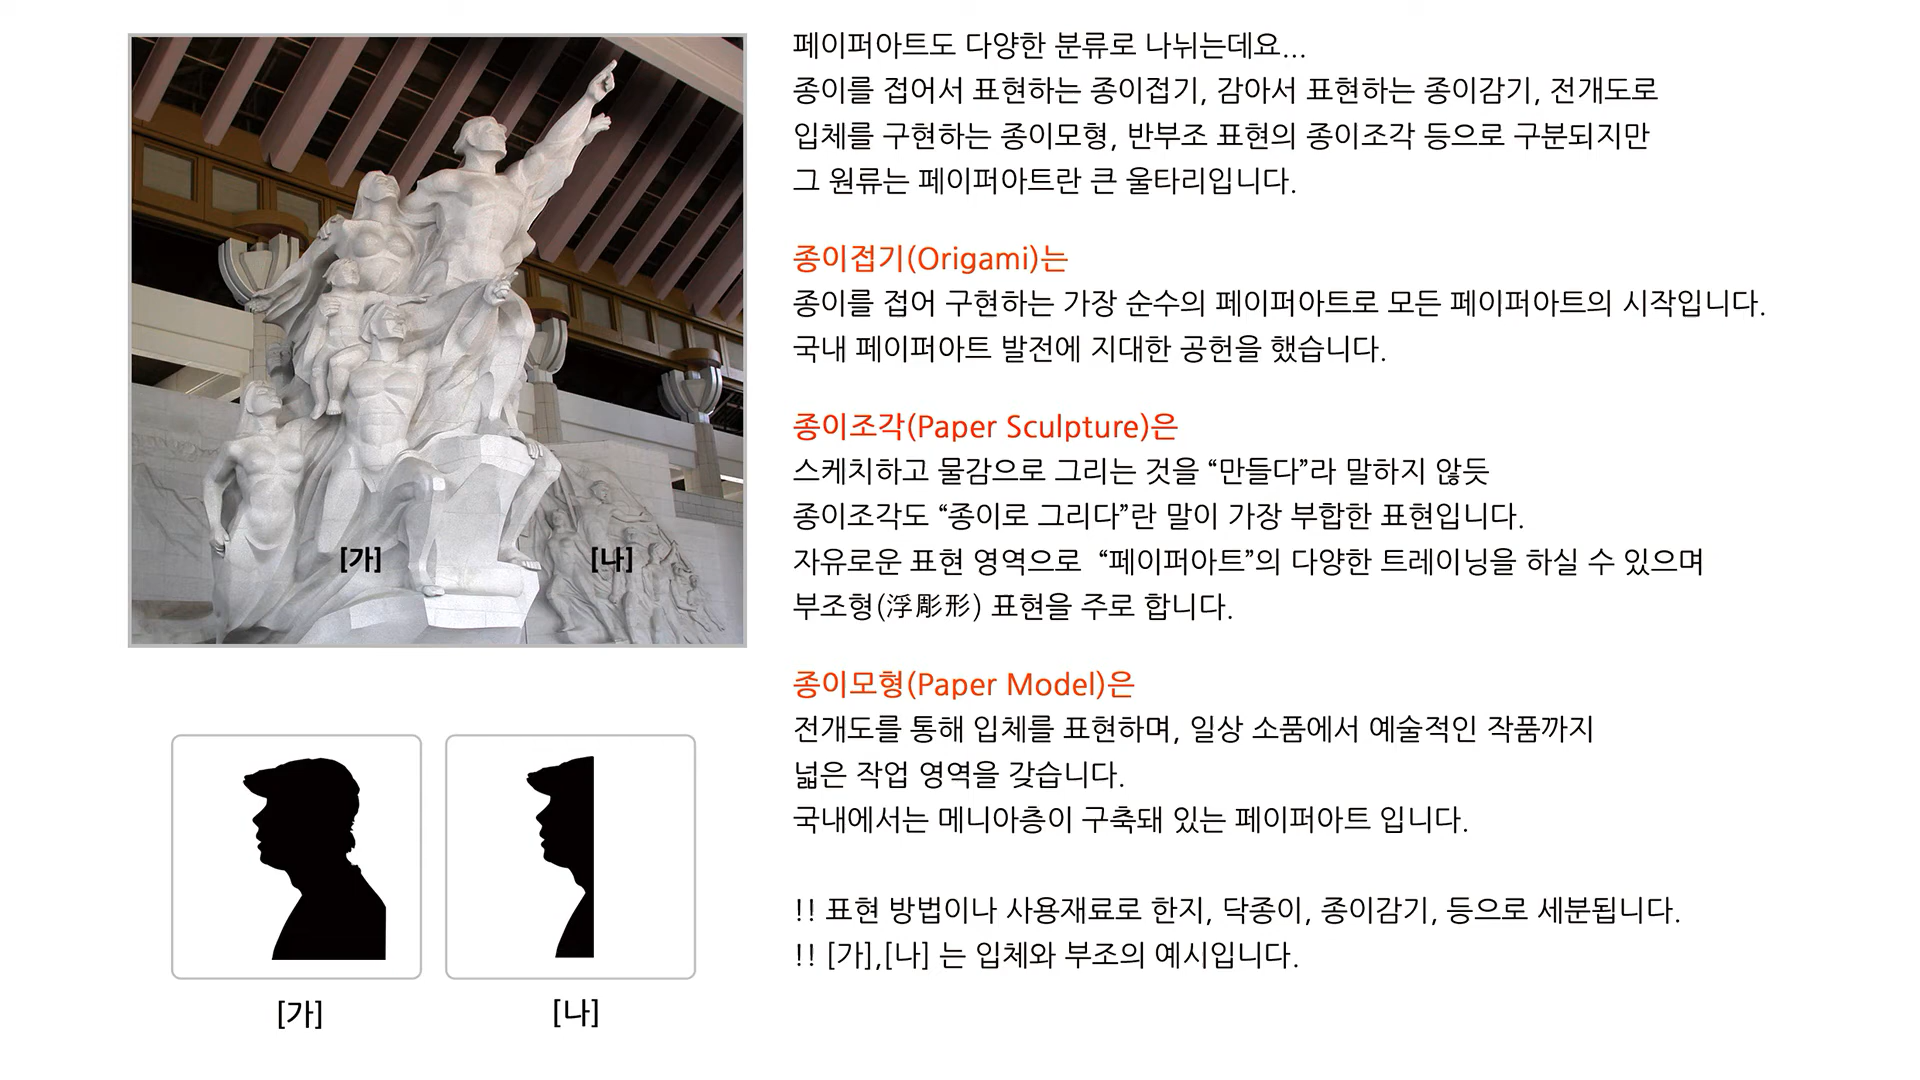 페이퍼아트도 다양한 분류로 나뉘는데요...
종이를 접어서 표현하는 종이접기, 감아서 표현하는 종이감기, 전개도로
입체를 구현하는 종이모형, 반부조 표현의 종이조각 등으로 구분되지만
그 원류는 페이퍼아트란 큰 울타리입니다.
종이접기(Origami)는
종이를 접어 구현하는 가장 순수의 페이퍼아트로 모든 페이퍼아트의 시작입니다.
국내 페이퍼아트 발전에 지대한 공헌을 했습니다.
종이조각(Paper Sculpture)은
스케치하고 물감으로 그리는 것을 “만들다”라 말하지 않듯
종이조각도 “종이로 그리다”란 말이 가장 부합한 표현입니다.
자유로운 표현 영역으로 “페이퍼아트”의 다양한 트레이닝을 하실 수 있으며
부조형(浮彫形) 표현을 주로 합니다.
종이모형(Paper Model)은
전개도를 통해 입체를 표현하며, 일상 소품에서 예술적인 작품까지
넓은 작업 영역을 갖습니다.
국내에서는 메니아층이 구축돼 있는 페이퍼아트 입니다.
!! 표현 방법이나 사용재료로 한지, 닥종이, 종이감기, 등으로 세분됩니다.
!! [가],[나] 는 입체와 부조의 예시입니다.
[가]
[나]
[가]
[나]